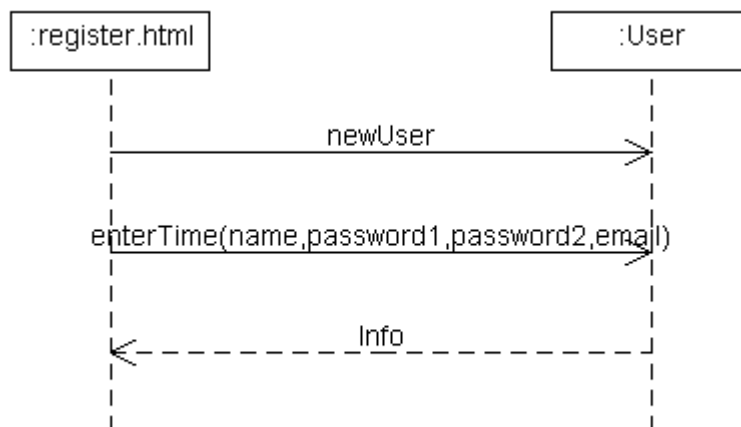 :register.html
:User
newUser
enterTime(name,password1,password2,email)
Info